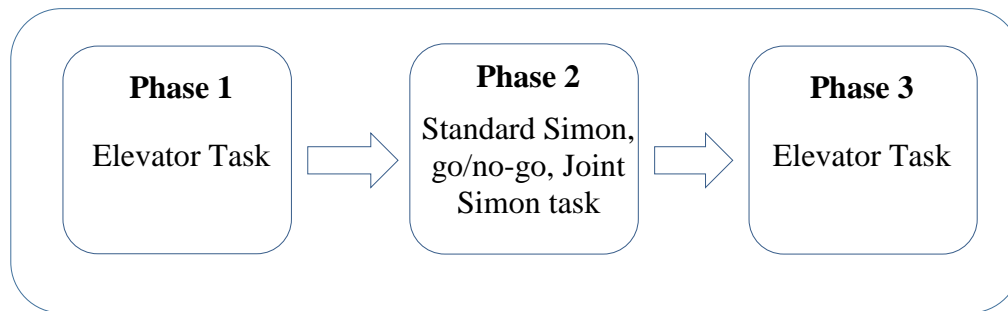 Phase 1
Elevator Task
Phase 2
Standard Simon,
go/no-go, Joint
Simon task
Phase 3
Elevator Task